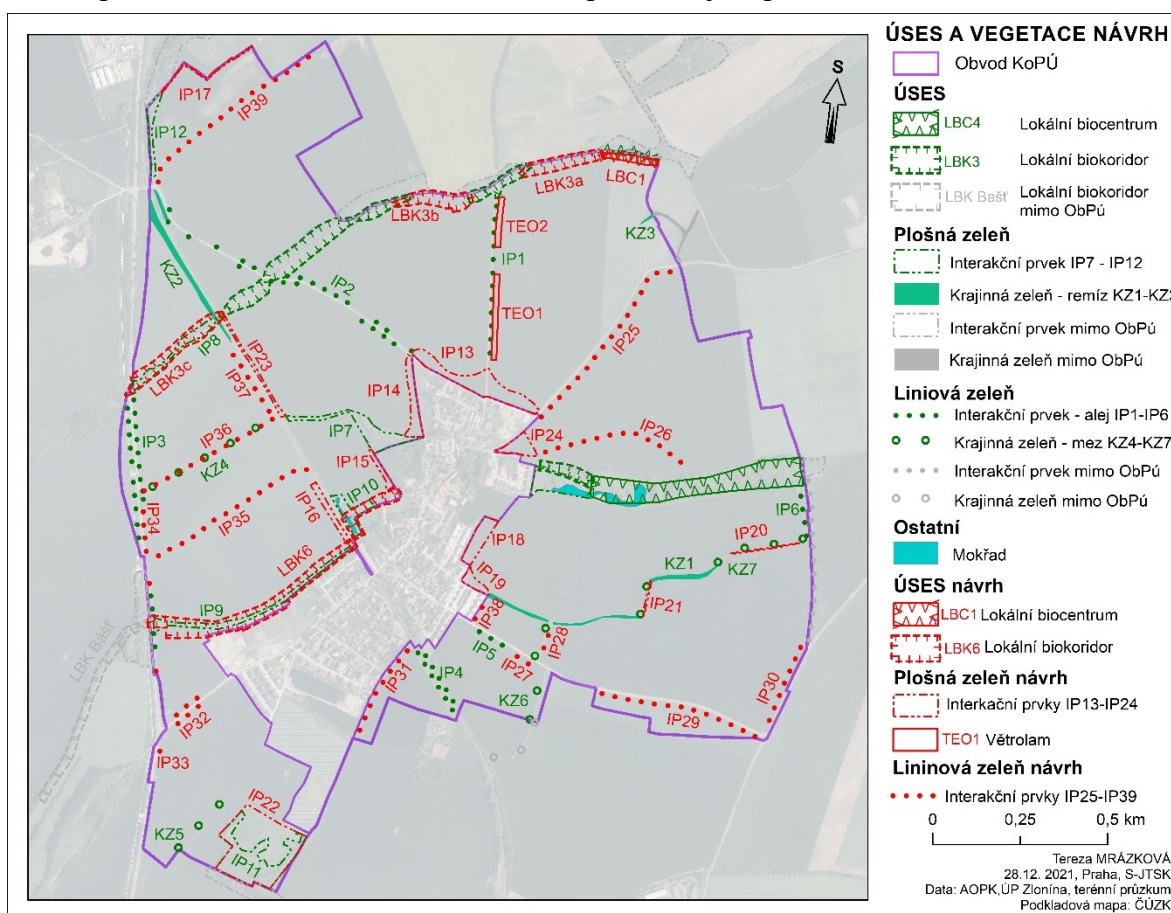 ÚSES A VEGETACE NÁVRH
Obvod KoPÚ
ÚSES
LBC4 Lokální biocentrum
LBK3 Lokální biokoridor
LBK Bašť Lokální biokoridor
mimo ObPú
Plošná zeleň
Interakční prvek IP7 - IP12
Krajinná zeleň - remíz KZ1-KZ3
Interakční prvek mimo ObPú
Krajinná zeleň mimo ObPú
Liniová zeleň
Interakční prvek - alej IP1-IP6
Krajinná zeleň - mez KZ4-KZ7
Interakční prvek mimo ObPú
Krajinná zeleň mimo ObPú
Ostatní
Mokřad
ÚSES návrh
LBC1 Lokální biocentrum
LBK6 Lokální biokoridor
Plošná zeleň návrh
Interkační prvky IP13-IP24
TEO1 Větrolam
Lininová zeleň návrh
Interakční prvky IP25-IP39
0 0,25 0,5 km
Tereza MRÁZKOVÁ
28.12. 2021, Praha, S-JTSK
Data: AOPK,ÚP Zlonína, terénní průzkum
Podkladová mapa: ČÚZK
S
IP17
IP39
IP12
LBK3a
LBC1
LBK3b
TEO2
KZ3
IP1
KZ2
IP2
TEO1
IP25
IP8
IP23
LBK3c
IP37
IP13
IP14
IP3
IP36
IP7
IP24
IP26
KZ4
IP15
IP10
IP34
IP35
IP16
IP6
IP18
IP20
LBK6
KZ1
KZ7
IP19
IP21
IP9
IP38
LBK Bašť
IP5
IP28
IP31
IP4
IP27
IP30
KZ6
IP29
IP32
IP33
IP22
KZ5
IP11